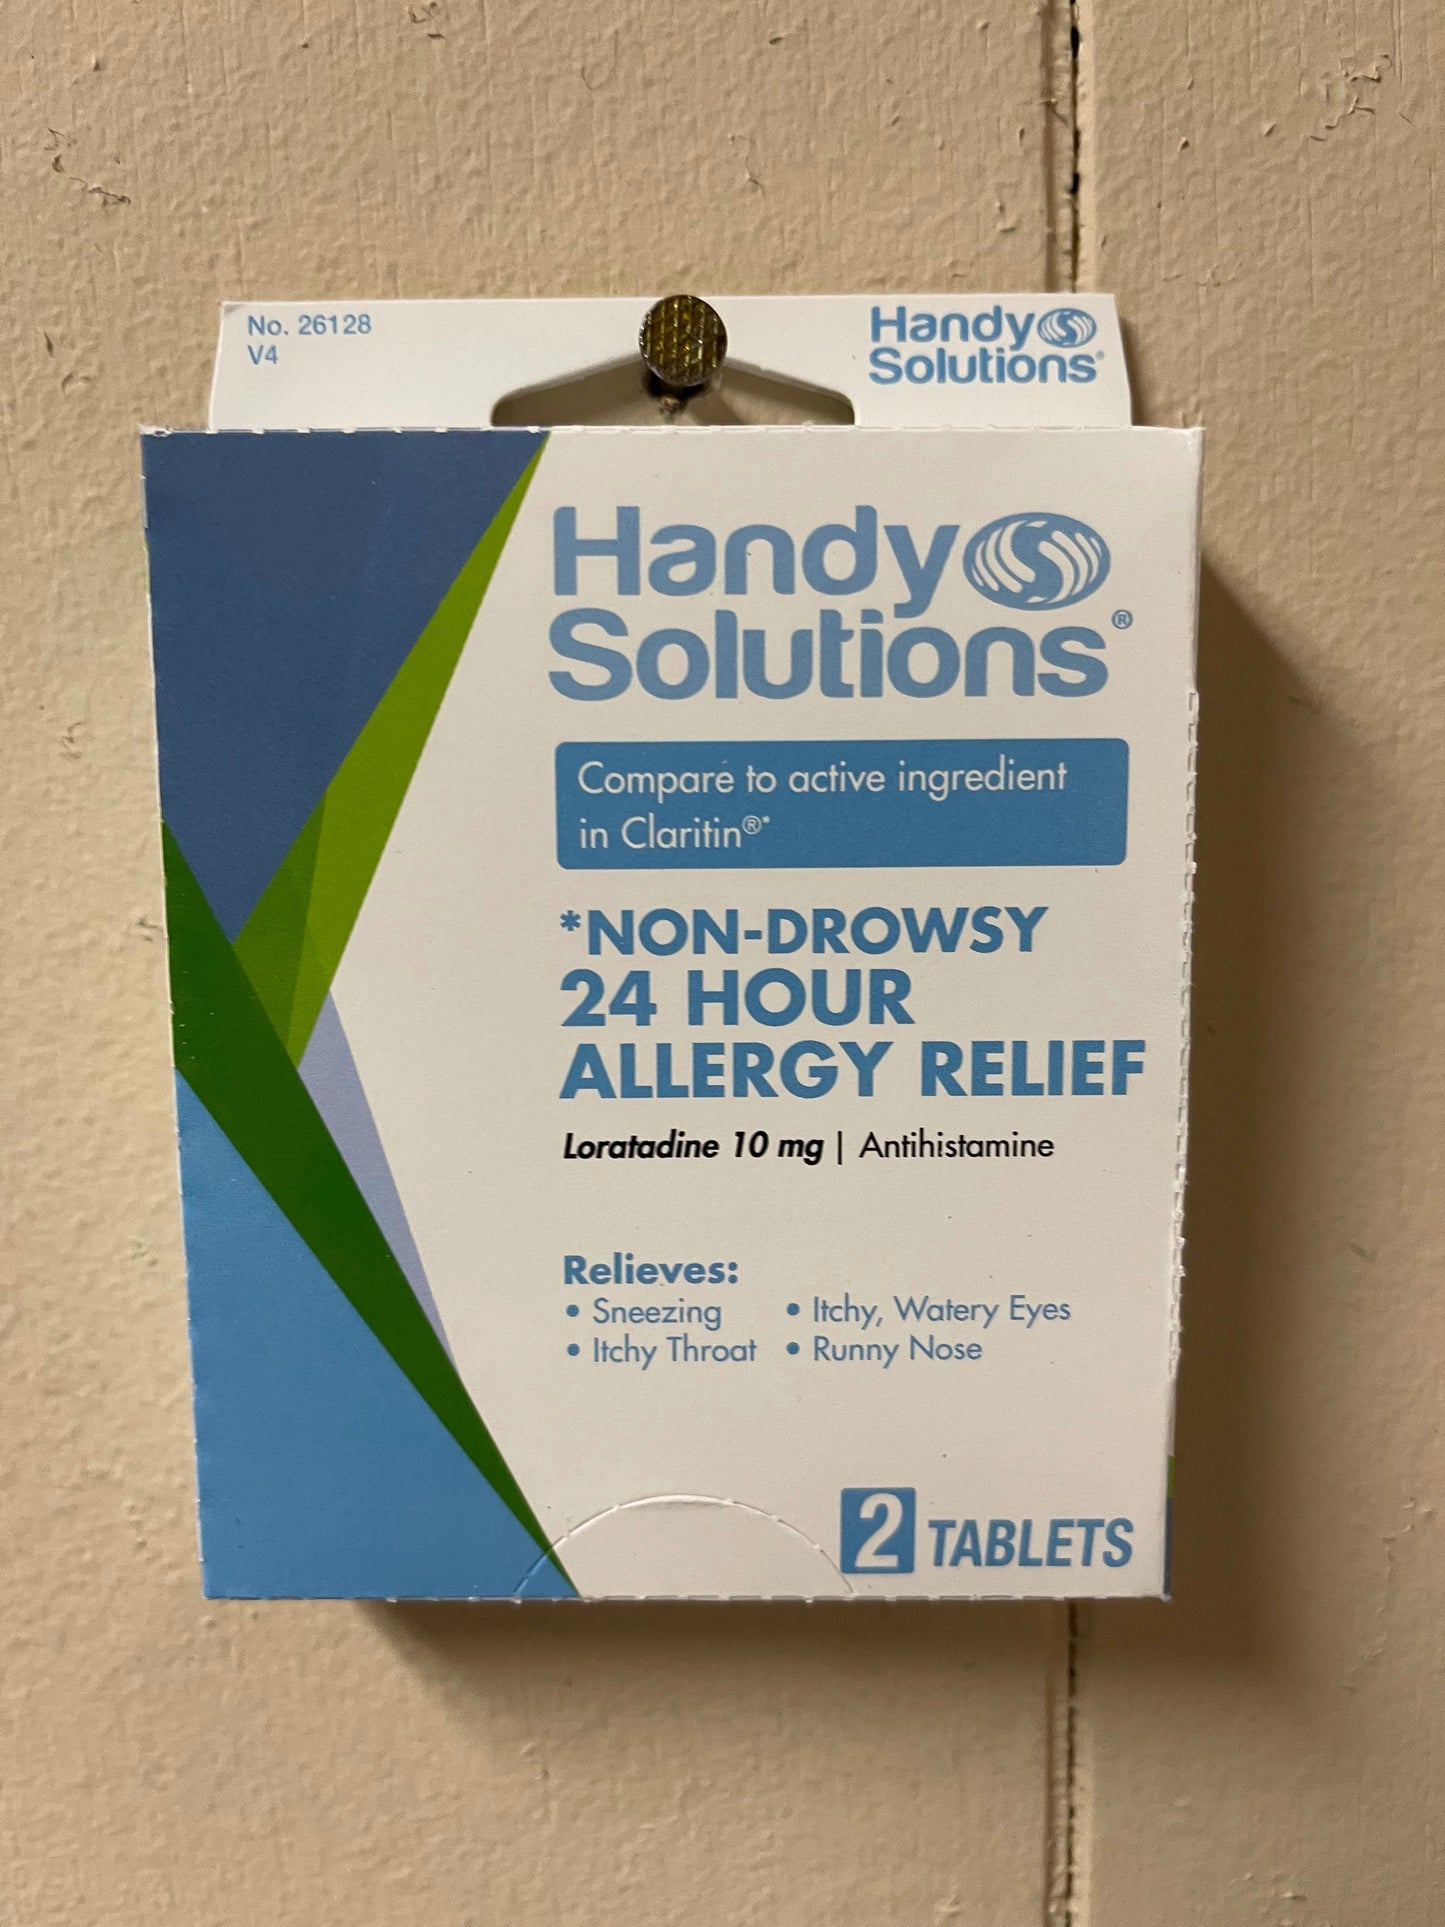 No. 26128
V4
Handy
Solutions®
Handy
Solutions®
Compare to active ingredient
in Claritin®*
*NON-DROWSY
24 HOUR
ALLERGY RELIEF
Loratadine 10 mg | Antihistamine
Relieves:
• Sneezing • Itchy, Watery Eyes
• Itchy Throat • Runny Nose
2 TABLETS